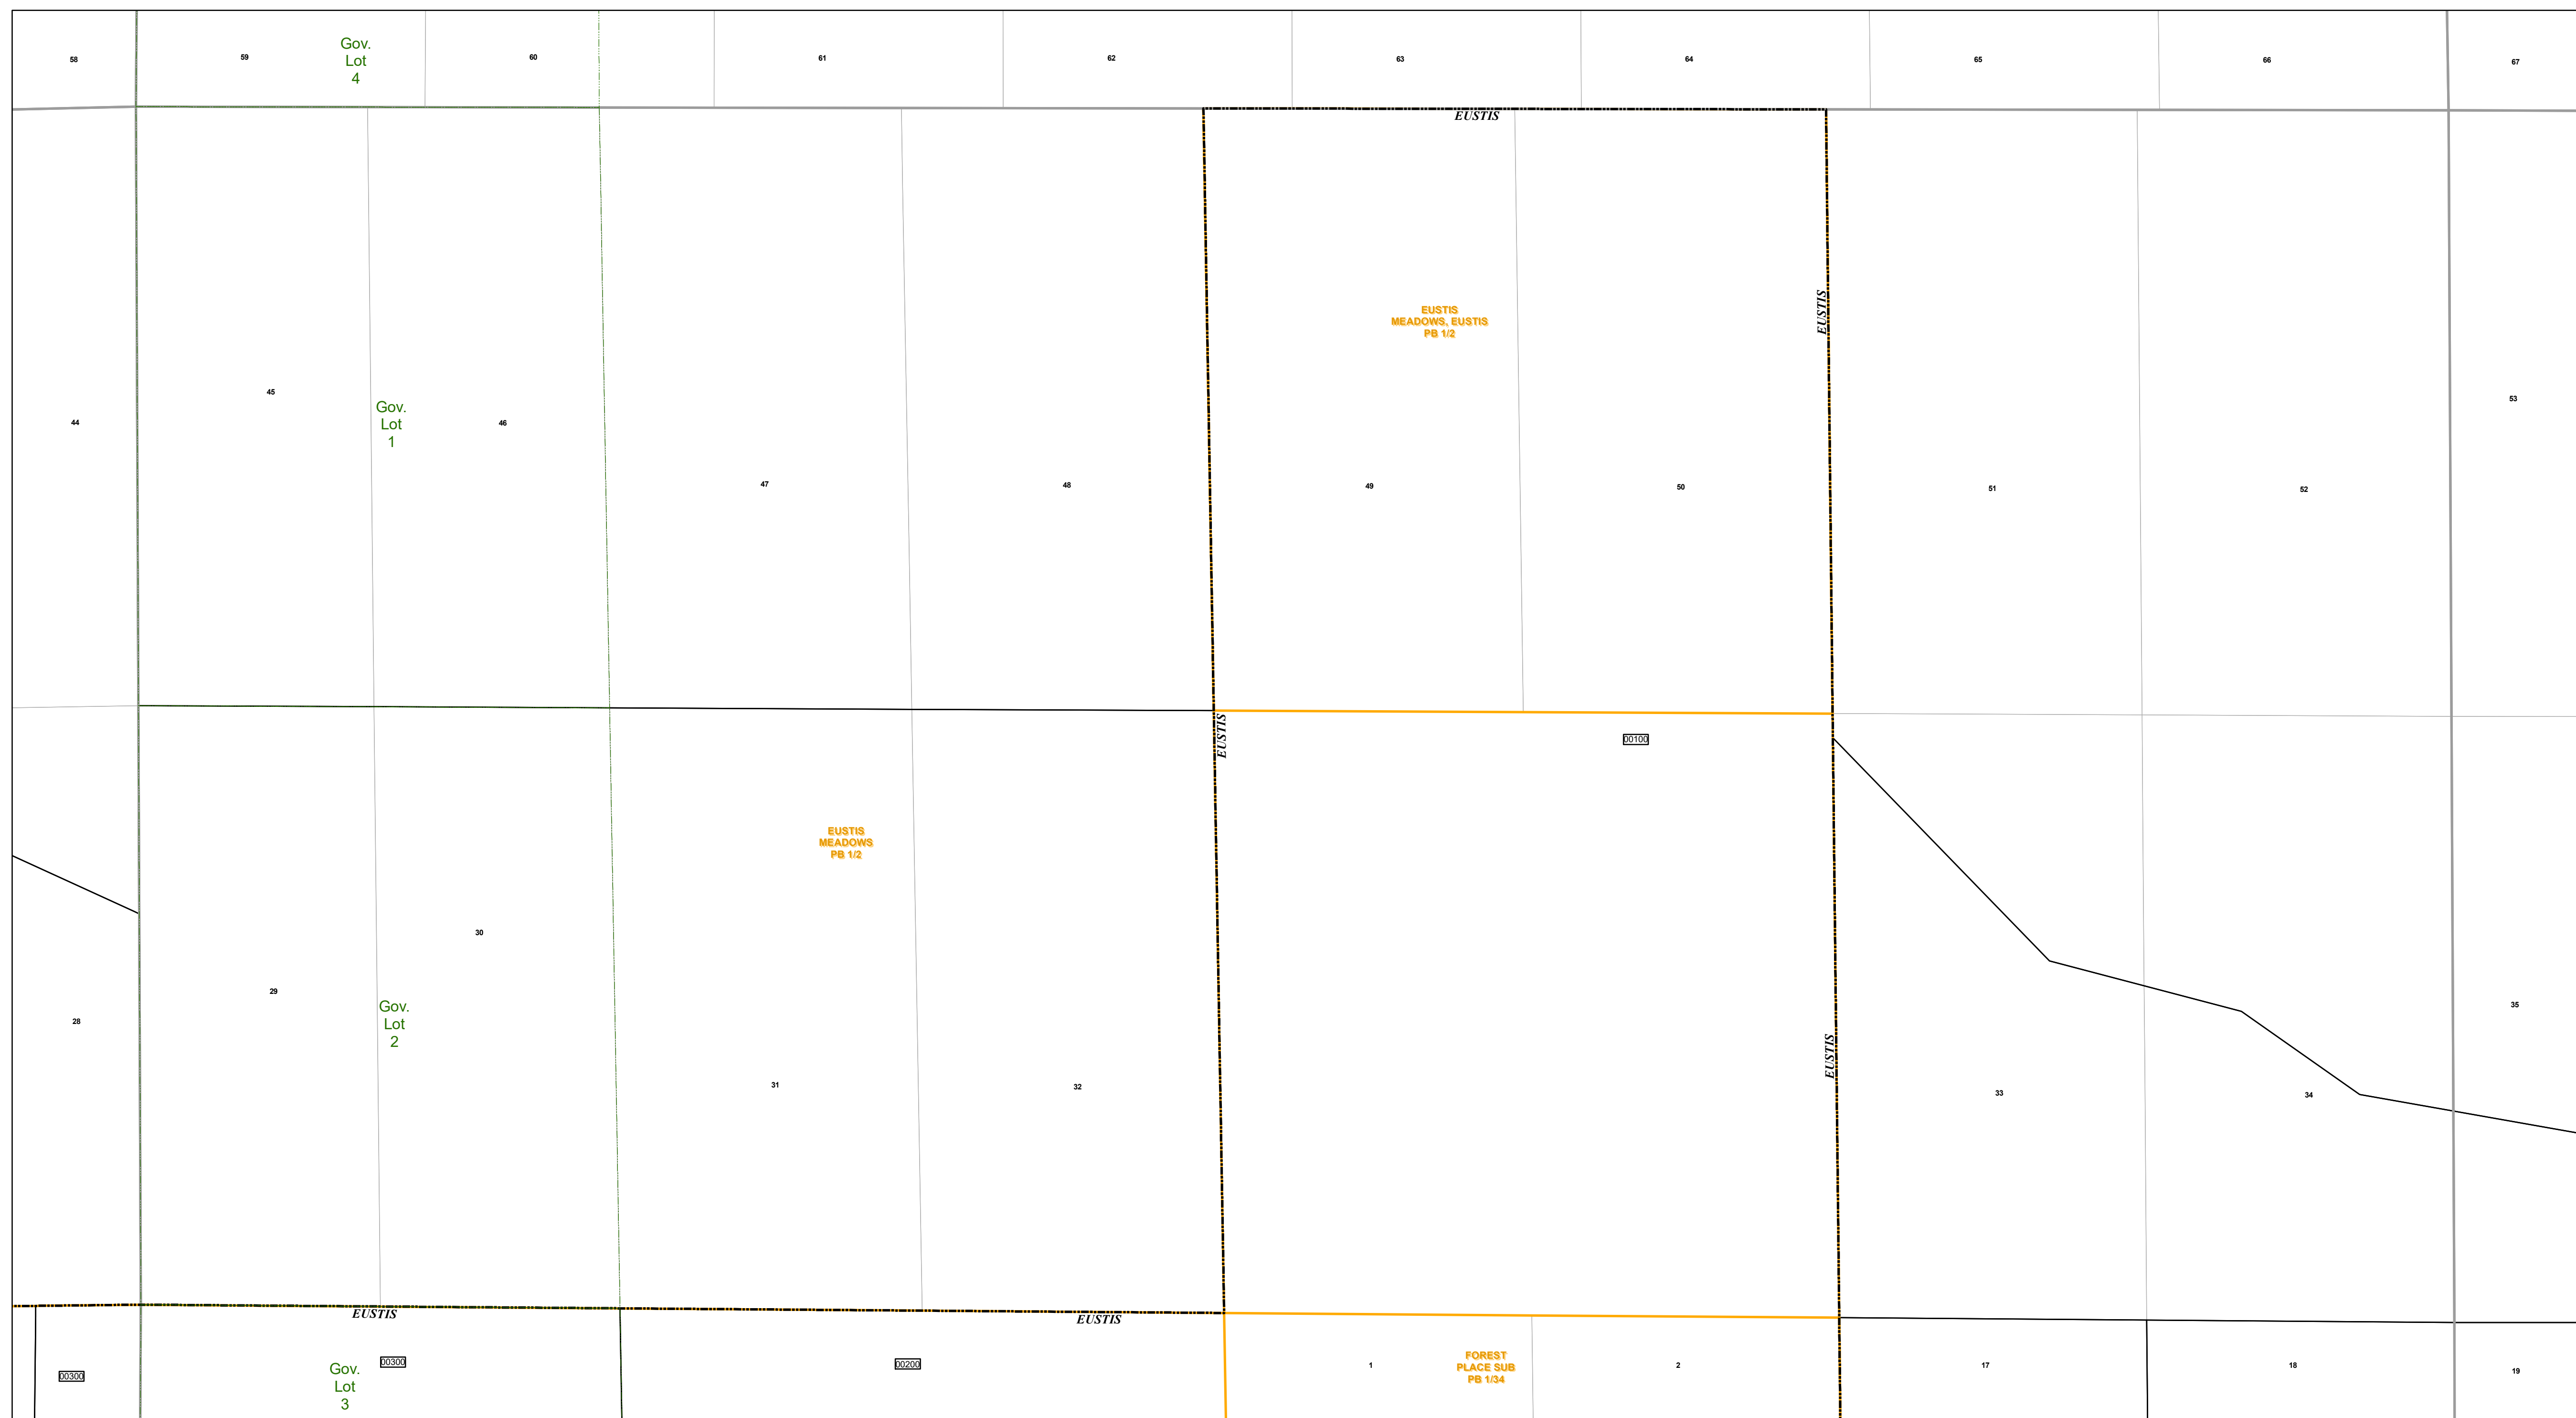 58
59
Gov.
Lot
4
60
61
62
63
64
65
66
67
EUSTIS
EUSTIS
EUSTIS
MEADOWS, EUSTIS
PB 1/2
44
45
Gov.
Lot
1
46
47
48
49
50
51
52
53
EUSTIS
00100
EUSTIS
MEADOWS
PB 1/2
28
29
30
Gov.
Lot
2
31
32
EUSTIS
33
34
35
EUSTIS
EUSTIS
00300
Gov.
Lot
3
00300
00200
1
FOREST
PLACE SUB
PB 1/34
2
17
18
19